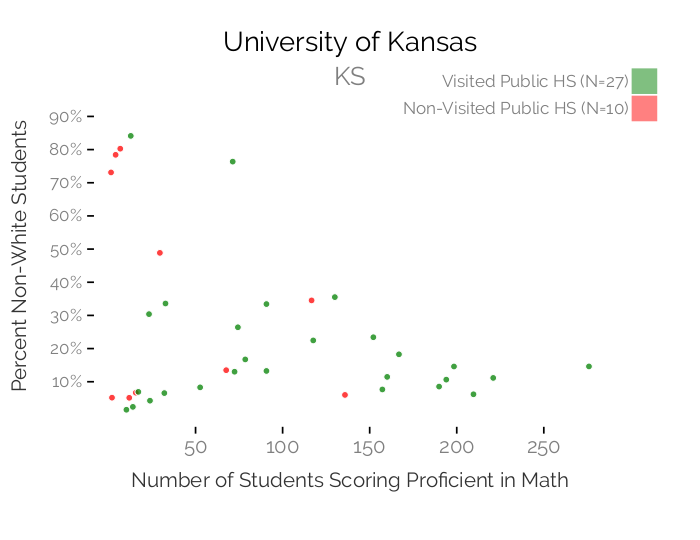 University of Kansas
KS
Visited Public HS (N=27)
Non-Visited Public HS (N=10)
Percent Non-White Students
90%
80%
70%
60%
50%
40%
30%
20%
10%
50 100 150 200 250
Number of Students Scoring Proficient in Math